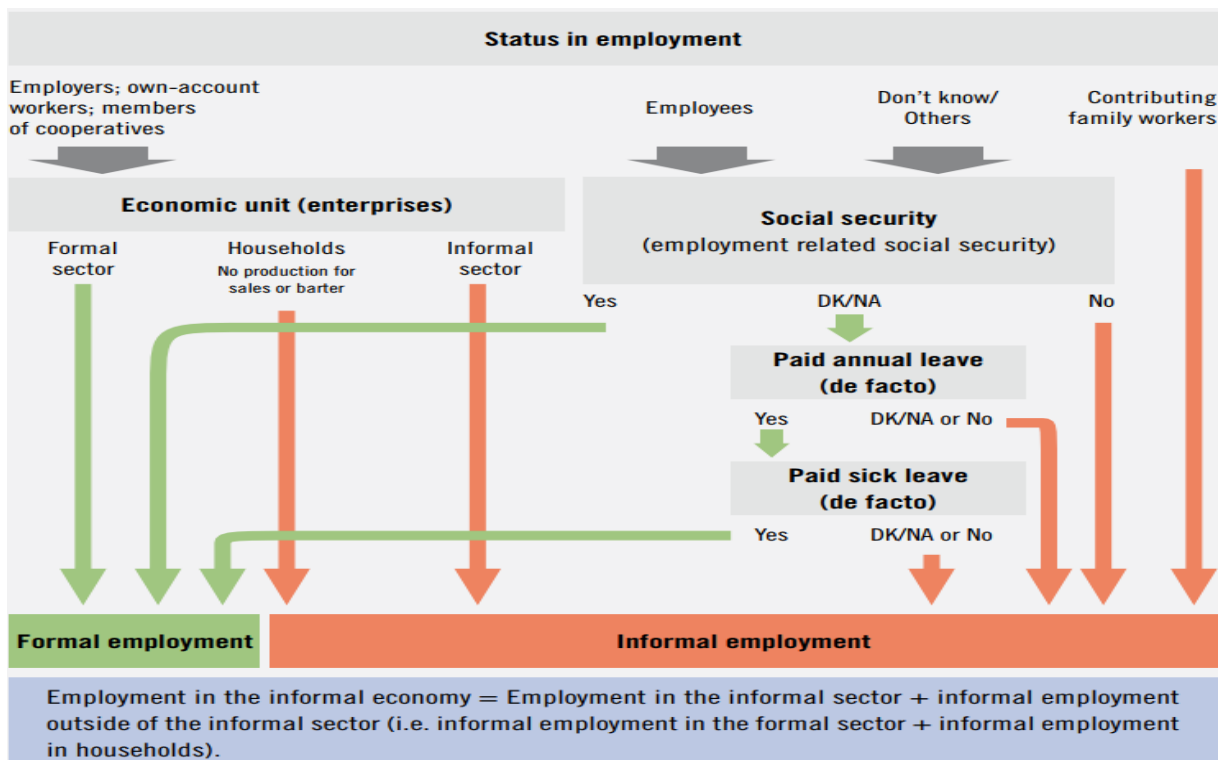 Status in employment
Employers; own-account
workers; members
of cooperatives
Employees
Don't know/
Others
Contributing
family workers
Economic unit (enterprises)
Social security
(employment related social security)
Formal
sector
Households
No production for
sales or barter
Informal
sector
Yes
DK/NA
No
Paid annual leave
(de facto)
Yes
DK/NA or No
Paid sick leave
(de facto)
Yes
DK/NA or No
Formal employment
Informal employment
Employment in the informal economy = Employment in the informal sector + informal employment
outside of the informal sector (i.e. informal employment in the formal sector + informal employment
in households).